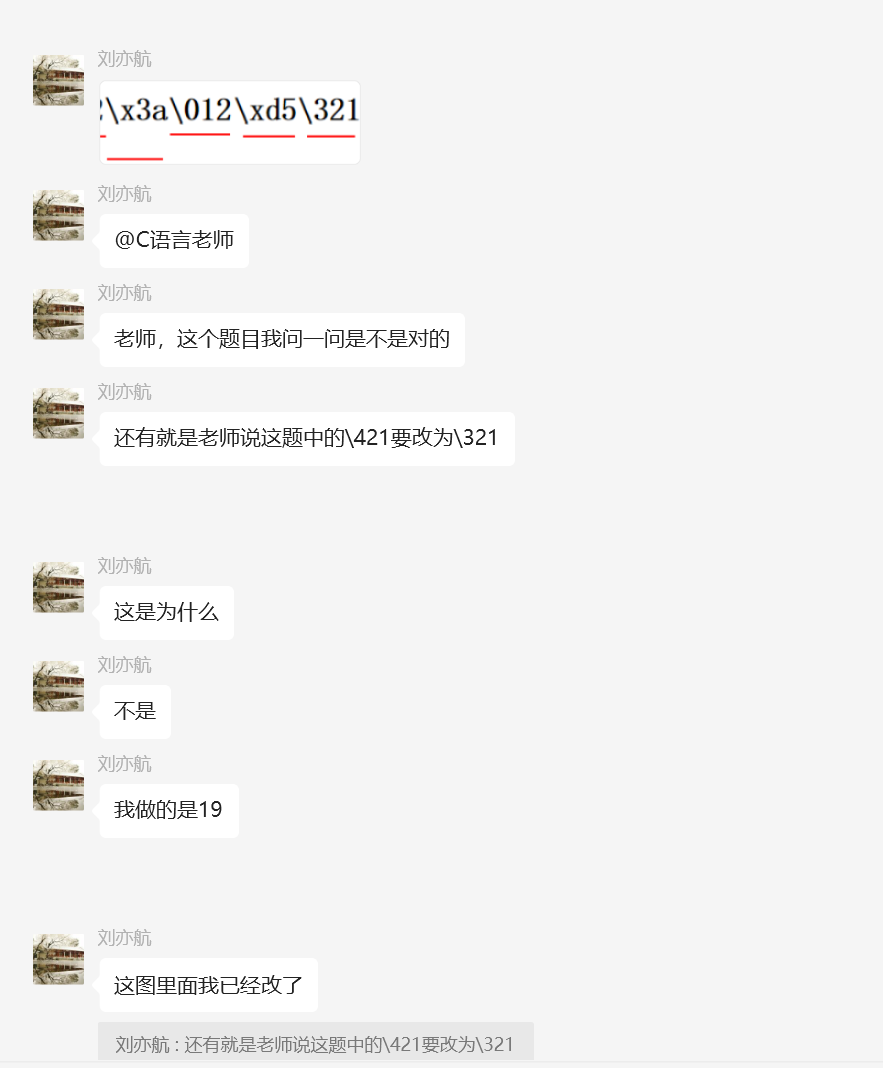 刘亦航
\x3a\012\xd5\321
刘亦航
@C语言老师
刘亦航
老师，这个题目我问一问是不是对的
刘亦航
还有就是老师说这题中的\421要改为\321
刘亦航
这是为什么
刘亦航
不是
刘亦航
我做的是19
刘亦航
这图里面我已经改了
刘亦航 : 还有就是老师说这题中的\421要改为\321